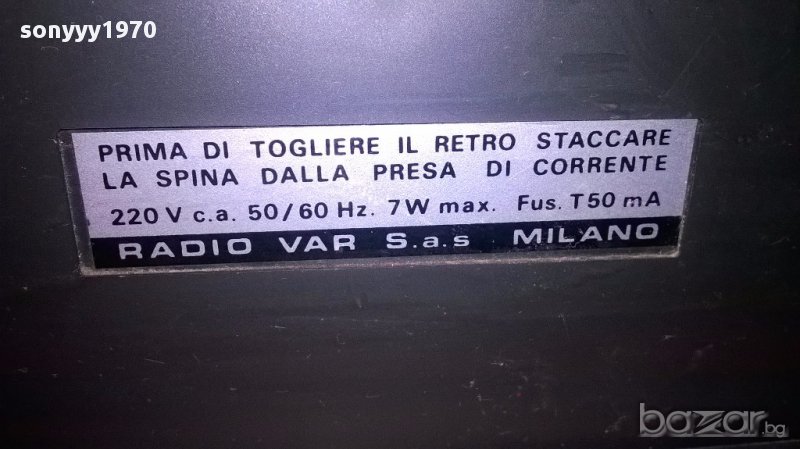 sonyyy1970
PRIMA DI TOGLIERE IL RETRO STACCARE
LA SPINA DALLA PRESA DI CORRENTE
220 V c.a. 50/60 Hz. 7W max. Fus. T50 mA
RADIO VAR S.a.s MILANO
bazar.bg